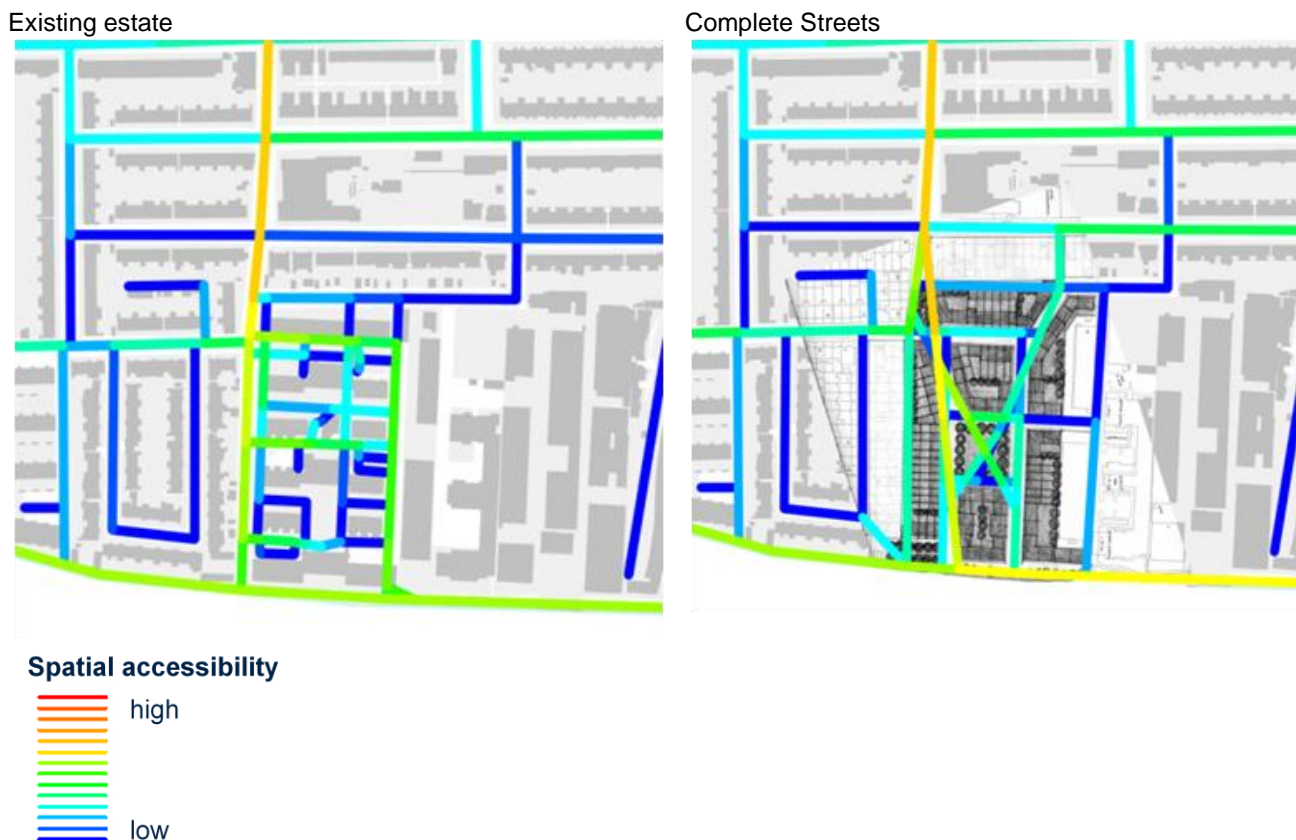 Existing estate
Complete Streets
Spatial accessibility
high
low